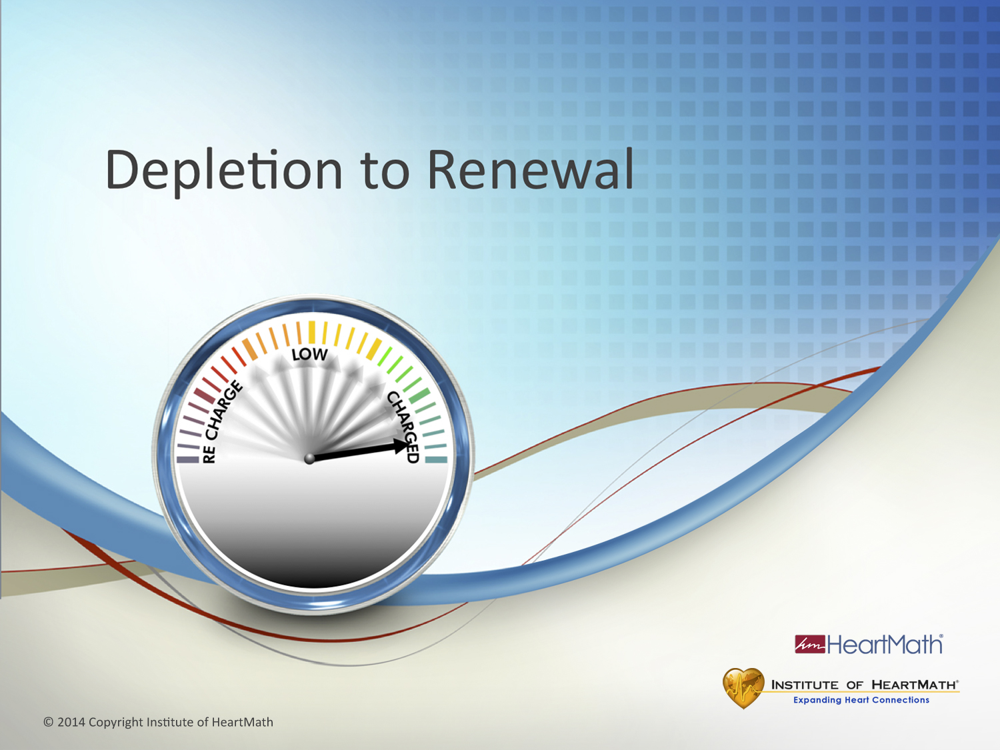 Depletion to Renewal
LOW
RE CHARGE
CHARGED
hm HeartMath®
INSTITUTE OF HEARTMATH®
Expanding Heart Connections
© 2014 Copyright Institute of HeartMath